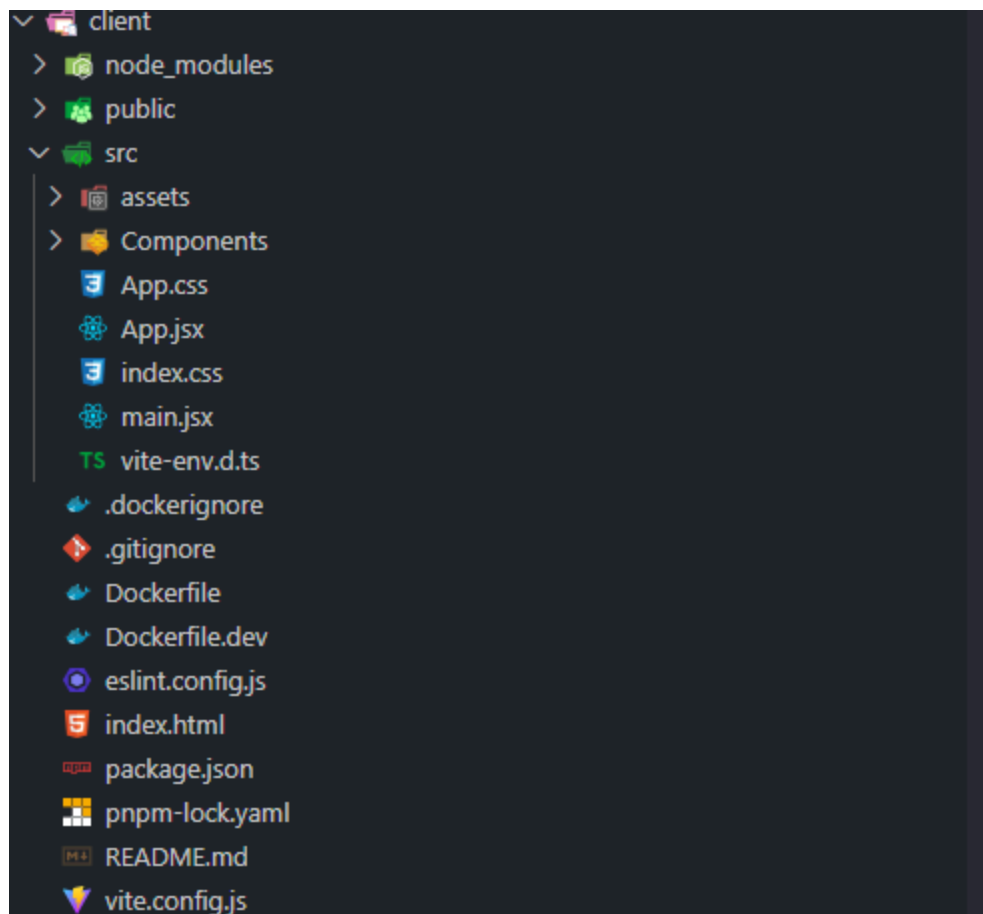 client
node_modules
public
src
assets
Components
App.css
App.jsx
index.css
main.jsx
TS vite-env.d.ts
.dockerignore
.gitignore
Dockerfile
Dockerfile.dev
eslint.config.js
index.html
package.json
pnpm-lock.yaml
README.md
vite.config.js